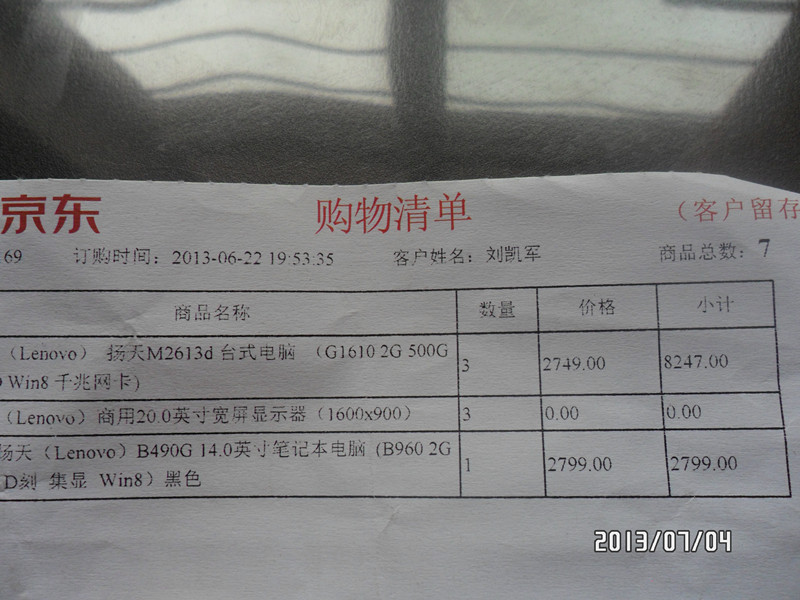 京东 购物清单 （客户留存
169 订购时间：2013-06-22 19:53:35 客户姓名：刘凯军 商品总数：7
商品名称 数量 价格 小计
（Lenovo） 扬天M2613d 台式电脑 （G1610 2G 500G 3 2749.00 8247.00
Win8 千兆网卡)
（Lenovo）商用20.0英寸宽屏显示器（1600x900） 3 0.00 0.00
扬天（Lenovo）B490G 14.0英寸笔记本电脑 (B960 2G 1 2799.00 2799.00
D刻 集显 Win8）黑色
2013/07/04